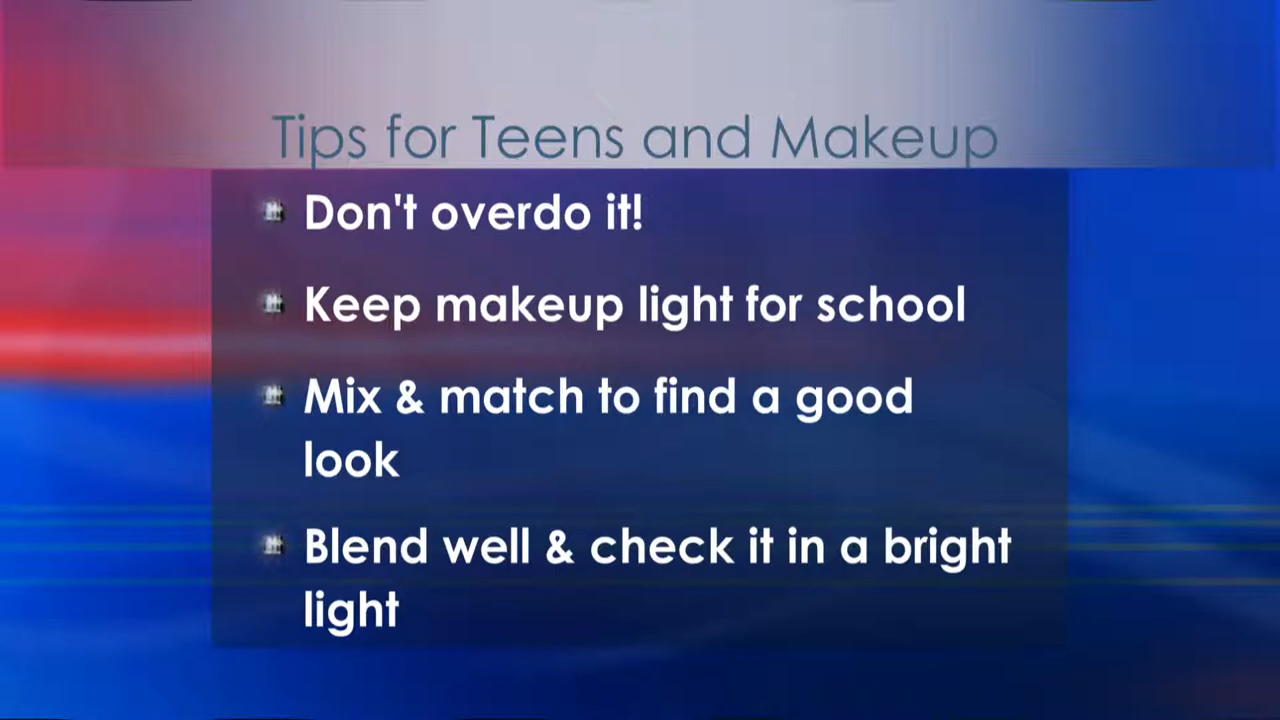 Tips for Teens and Makeup
Don't overdo it!
Keep makeup light for school
Mix & match to find a good
look
Blend well & check it in a bright
light